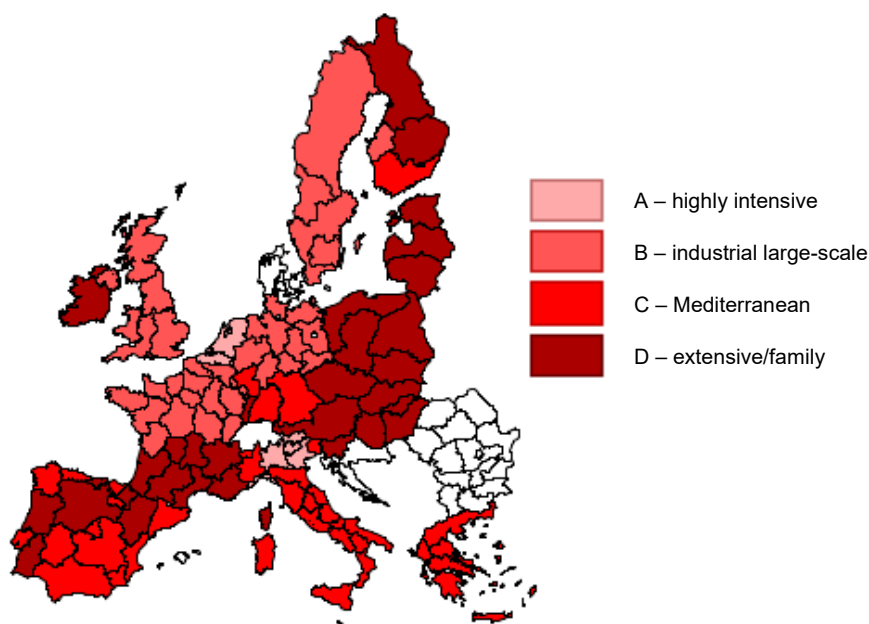 A – highly intensive
B – industrial large-scale
C – Mediterranean
D – extensive/family